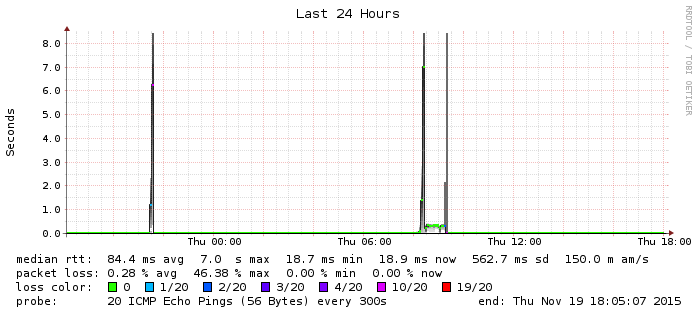 Last 24 Hours
RRDTOOL / TOBI OETIKER
Seconds
8.0
7.0
6.0
5.0
4.0
3.0
2.0
1.0
0.0
Thu 00:00 Thu 06:00 Thu 12:00 Thu 18:00
median rtt: 84.4 ms avg 7.0 s max 18.7 ms min 18.9 ms now 562.7 ms sd 150.0 m am/s
packet loss: 0.28 % avg 46.38 % max 0.00 % min 0.00 % now
loss color: 0 1/20 2/20 3/20 4/20 10/20 19/20
probe: 20 ICMP Echo Pings (56 Bytes) every 300s end: Thu Nov 19 18:05:07 2015